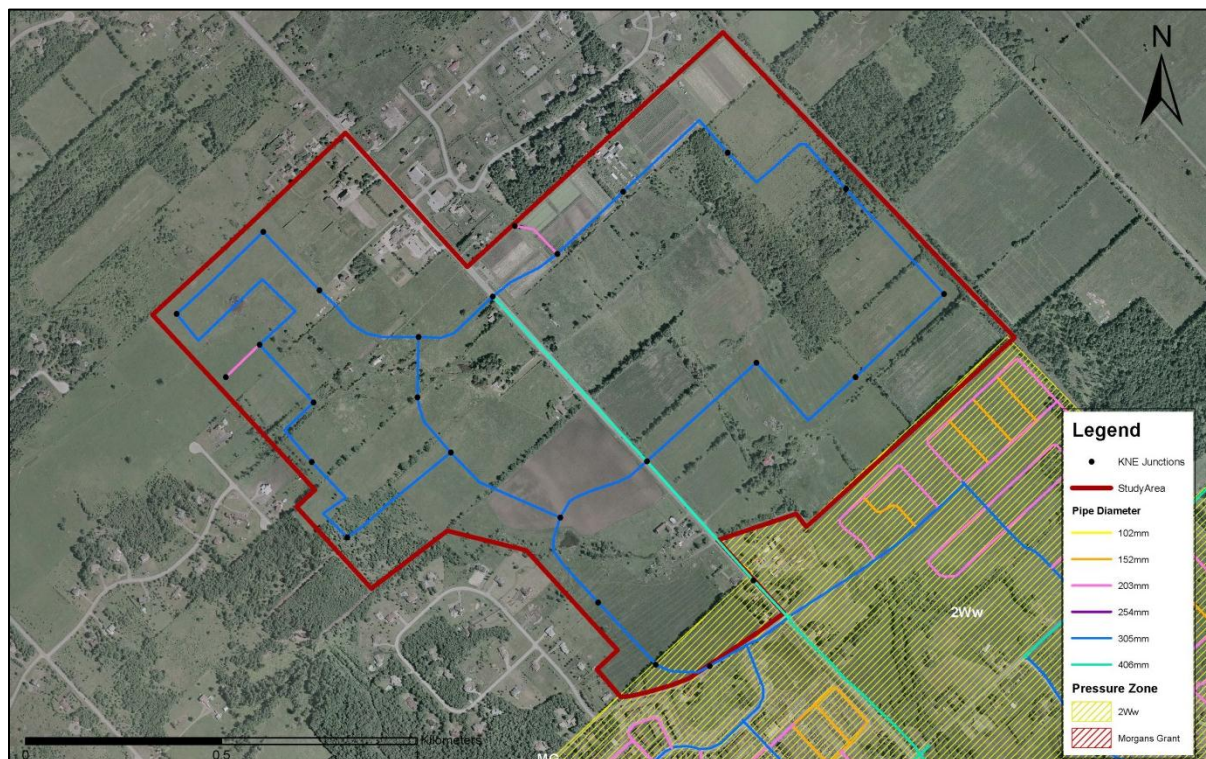 N
Legend
KNE Junctions
StudyArea
Pipe Diameter
102mm
152mm
203mm
254mm
305mm
406mm
Pressure Zone
2Ww
Morgans Grant
2Ww
MG
0 0.5 Kilometers